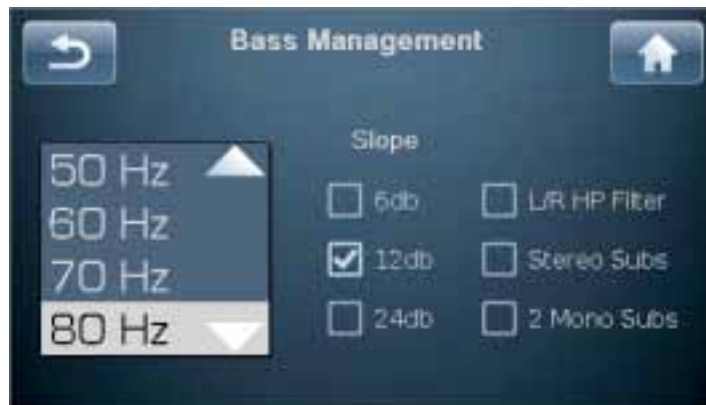 Bass Management
50 Hz
60 Hz
70 Hz
80 Hz
Slope
6db
12db
24db
L/R HP Filter
Stereo Subs
2 Mono Subs